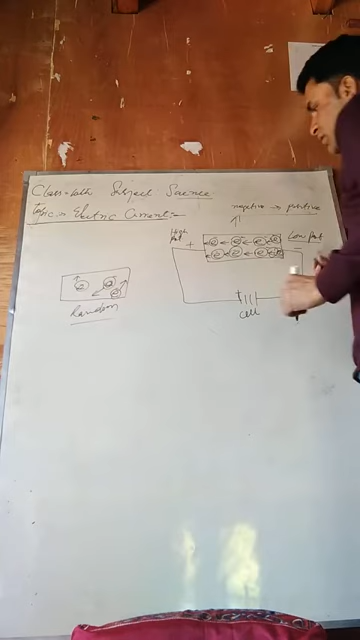 Class - 10th Subject Science
Topic :- Electric Current :-
negative → positive
High Pot
+
Low Pot
-
e e e e
e e e e
e e e
Random
Cell